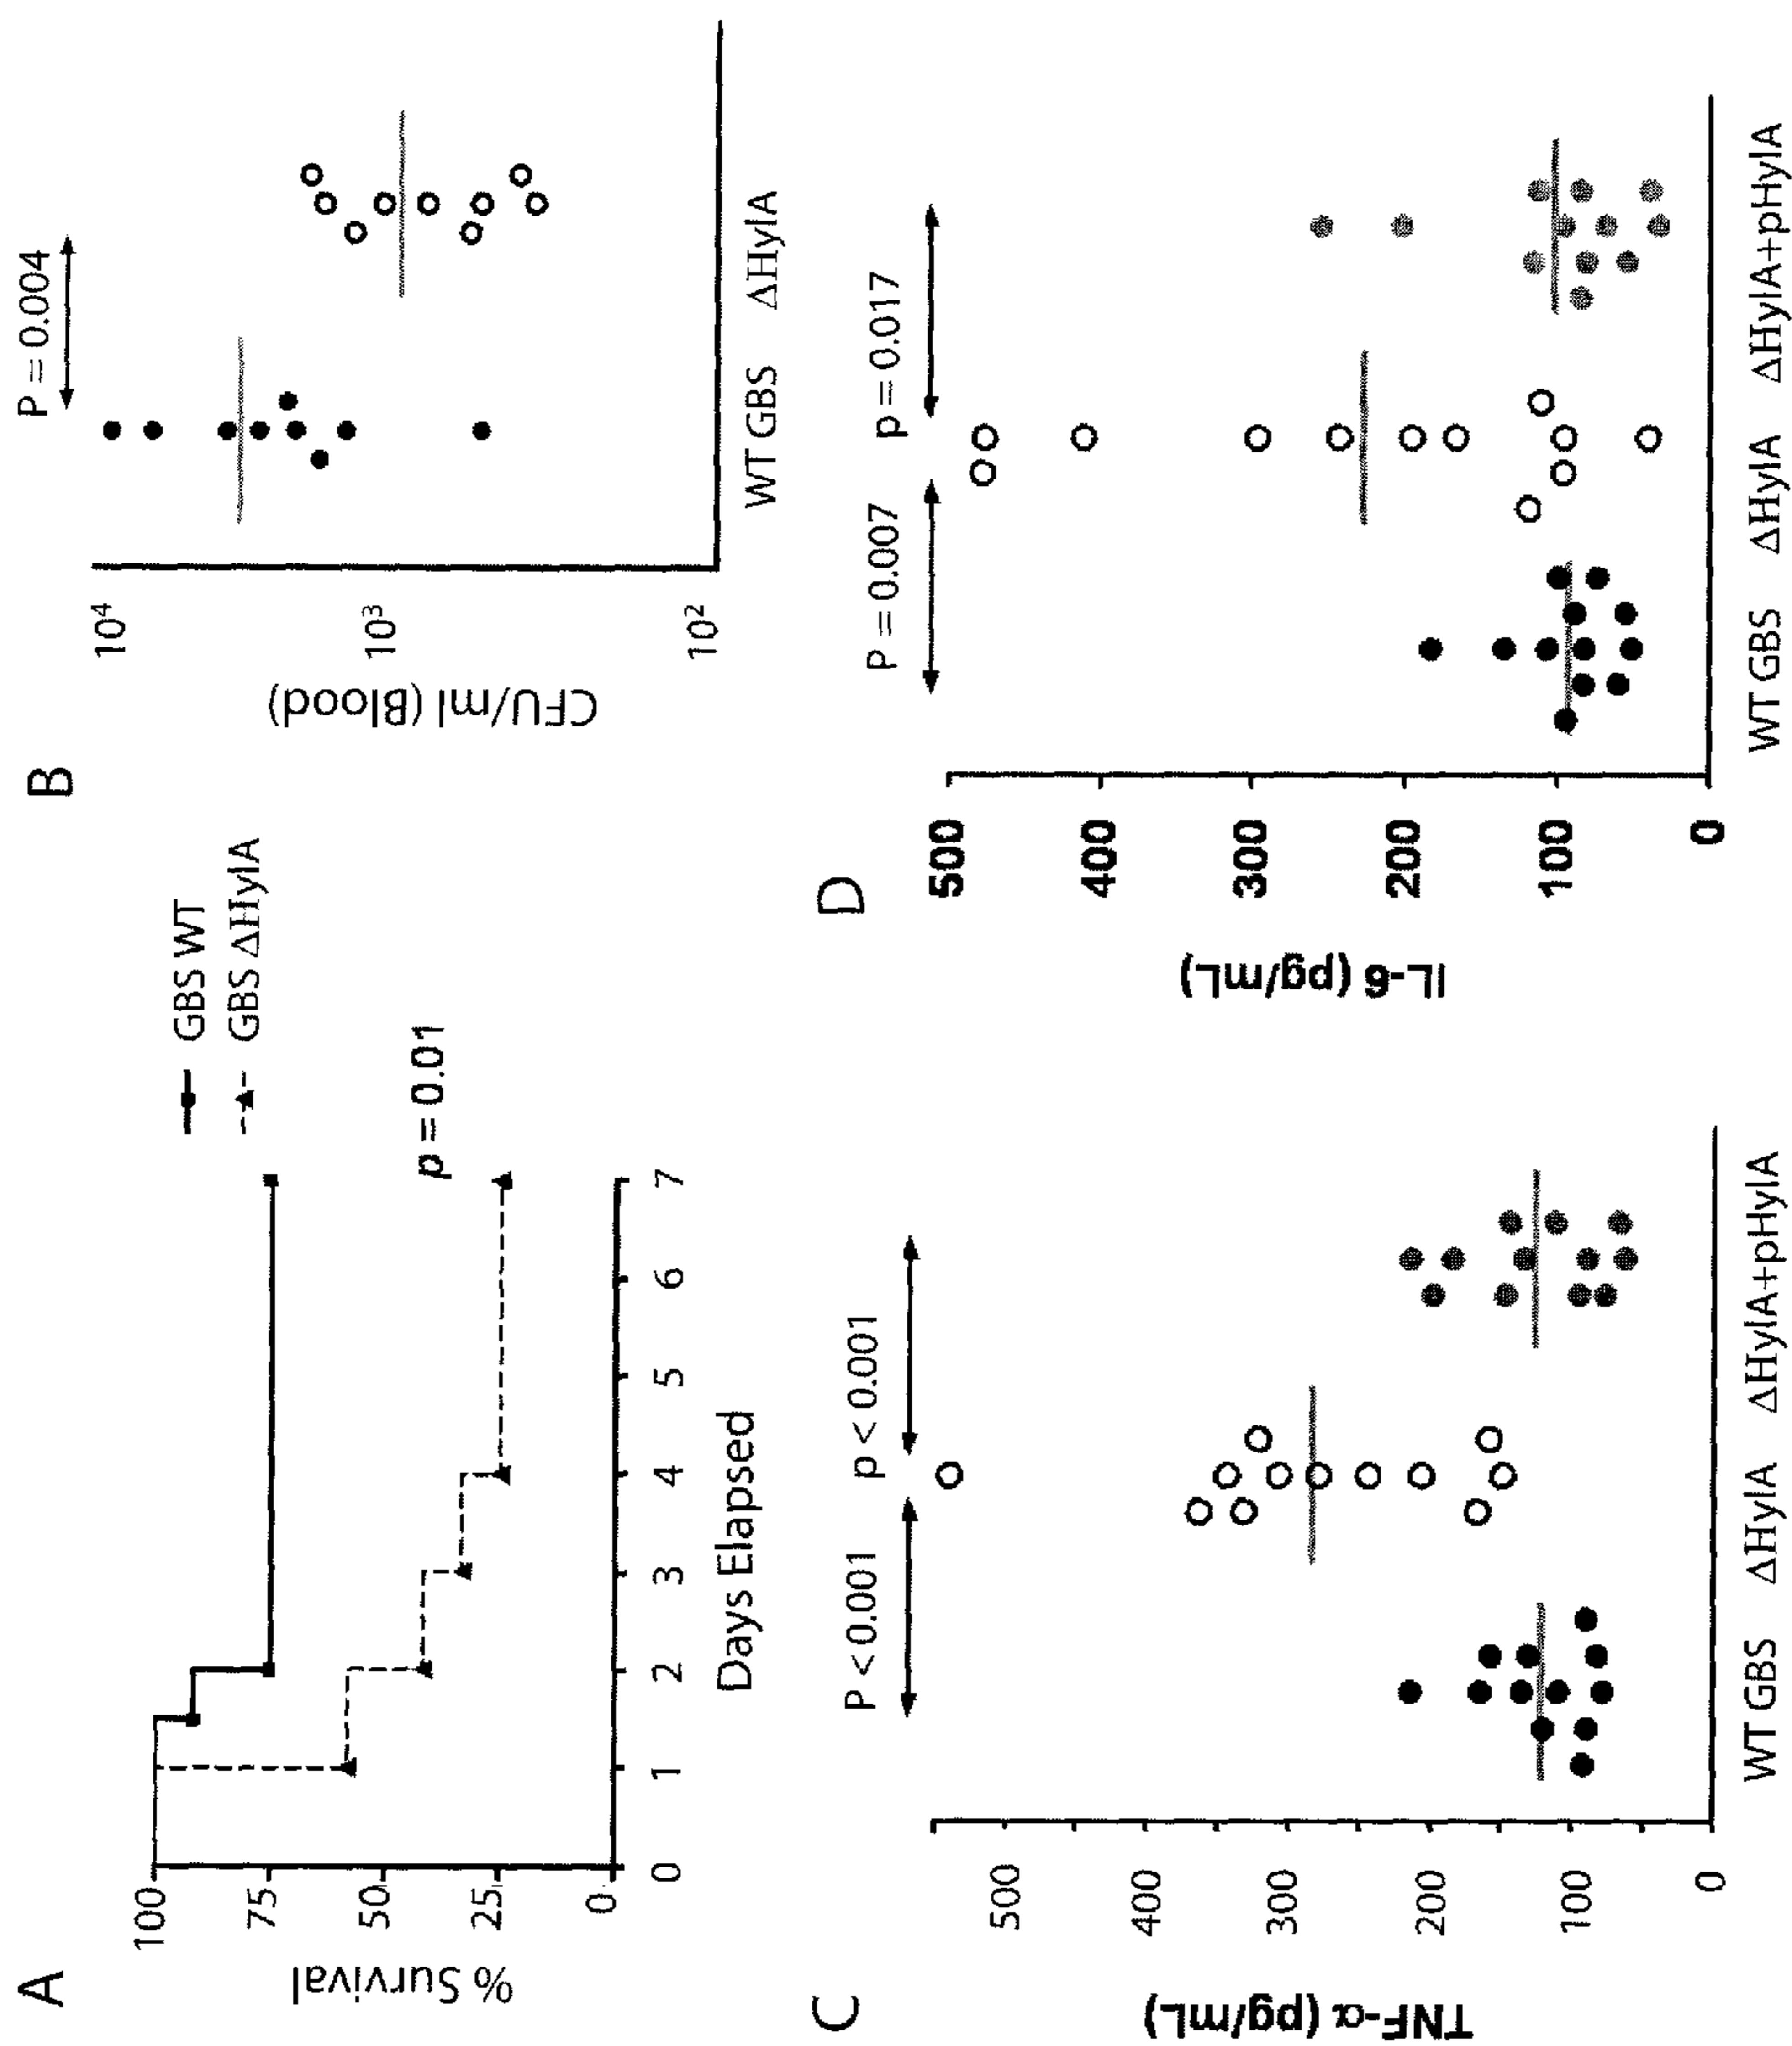 A
% Survival
100
75
50
25
0
0 1 2 3 4 5 6 7
Days Elapsed
GBS WT
GBS ΔHylA
p = 0.01
B
CFU/ml (Blood)
10⁴
10³
10²
P = 0.004
WT GBS ΔHylA
C
TNF-α (pg/mL)
500
400
300
200
100
0
P < 0.001 p < 0.001
WT GBS ΔHylA ΔHylA+pHylA
D
IL-6 (pg/mL)
500
400
300
200
100
0
P = 0.007 p = 0.017
WT GBS ΔHylA ΔHylA+pHylA